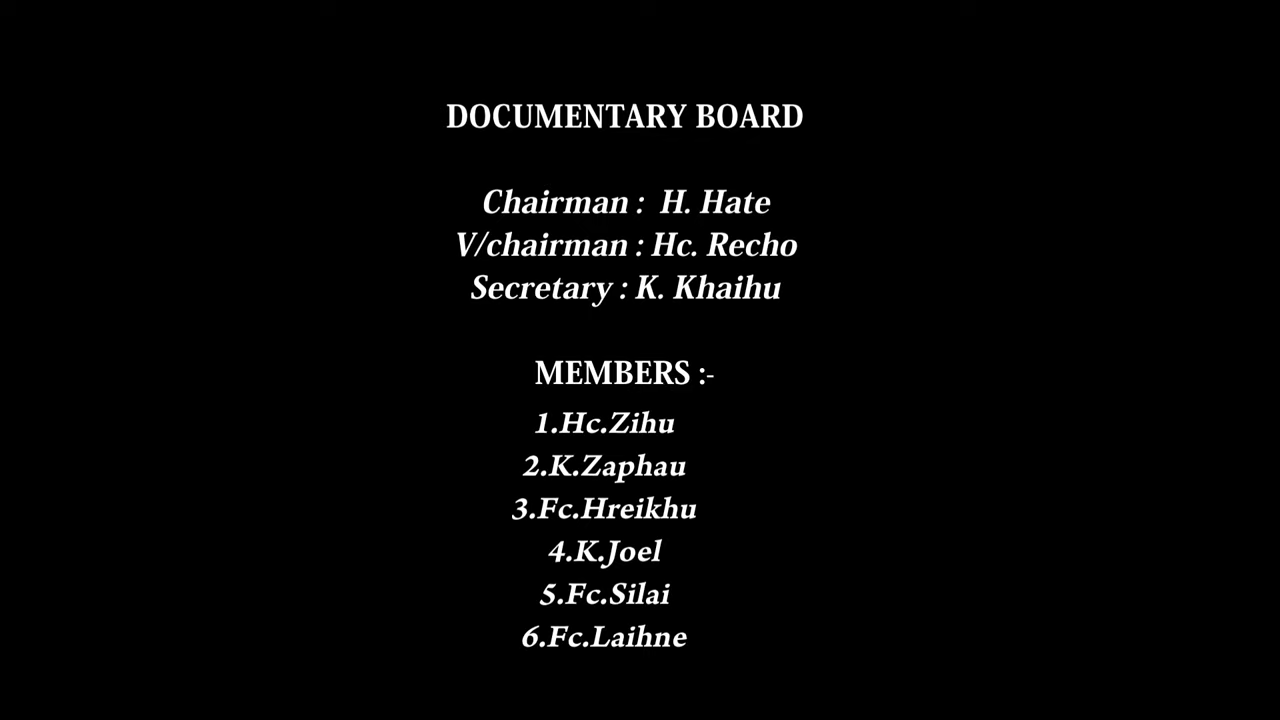 DOCUMENTARY BOARD
Chairman : H. Hate
V/chairman : Hc. Recho
Secretary : K. Khaihu
MEMBERS :-
1.Hc.Zihu
2.K.Zaphau
3.Fc.Hreikhu
4.K.Joel
5.Fc.Silai
6.Fc.Laihne